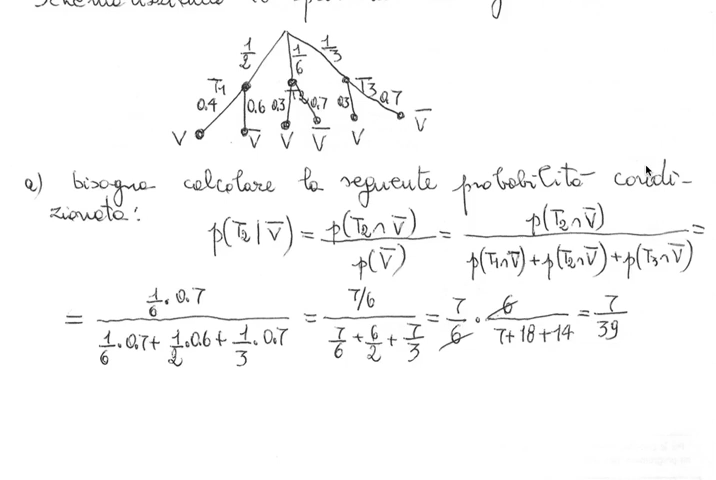 1/2 1/6 1/3
T₁ T₂ T₃
0.4 0.6 0.3 0.7 0.3 0.7
V V̅ V V̅ V V̅
a) bisogna calcolare la seguente probabilità condi-
zionata:
p(T₂|V̅) = p(T₂∩V̅)/p(V̅) = p(T₂∩V̅)/(p(T₁∩V̅)+p(T₂∩V̅)+p(T₃∩V̅)) =
= (1/6 · 0.7)/(1/6 · 0.7 + 1/2 · 0.6 + 1/3 · 0.7) = (7/6)/(7/6 + 6/2 + 7/3) = 7/6 · 6/(7+18+14) = 7/39